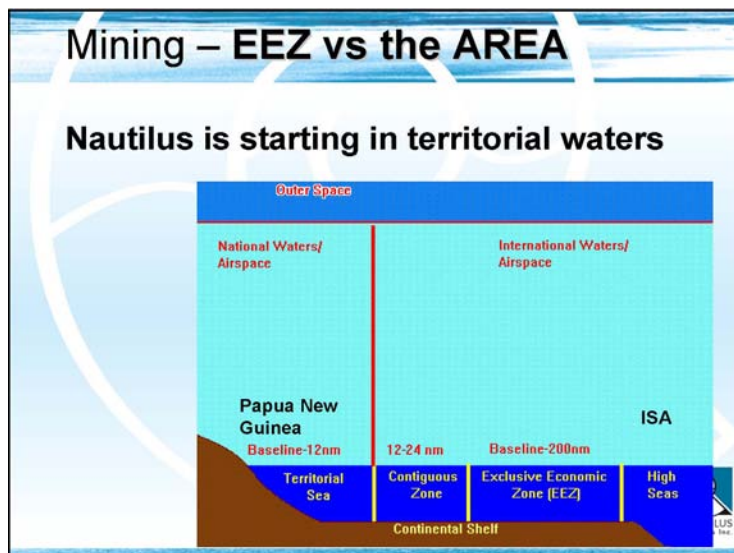 Mining – EEZ vs the AREA
Nautilus is starting in territorial waters
Outer Space
National Waters/
Airspace
International Waters/
Airspace
Papua New
Guinea
ISA
Baseline-12nm
12-24 nm
Baseline-200nm
Territorial
Sea
Contiguous
Zone
Exclusive Economic
Zone (EEZ)
High
Seas
Continental Shelf
LUS
Inc.